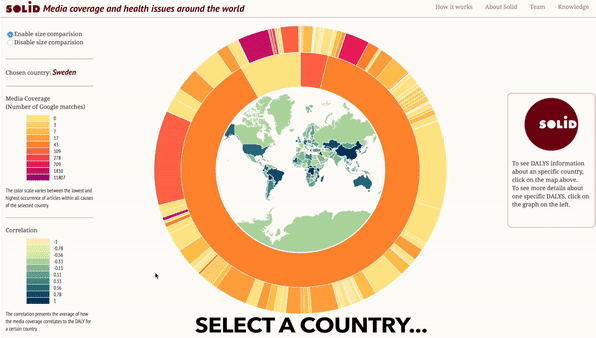 SOLID Media coverage and health issues around the world
How it works
About Solid
Team
Knowledge
Enable size comparision
Disable size comparision
Chosen country: Sweden
Media Coverage
(Number of Google matches)
0
3
7
17
43
109
278
709
1810
11807
The color scale varies between the lowest and
highest occurrence of articles within all causes
of the selected country.
Correlation
-1
-0.78
-0.56
-0.33
-0.11
0.11
0.33
0.56
0.78
1
The correlation presents the average of how
the media coverage correlates to the DALY for
a certain country.
SELECT A COUNTRY...
SOLID
To see DALYS information
about an specific country,
click on the map above.
To see more details about
one specific DALYS, click on
the graph on the left.